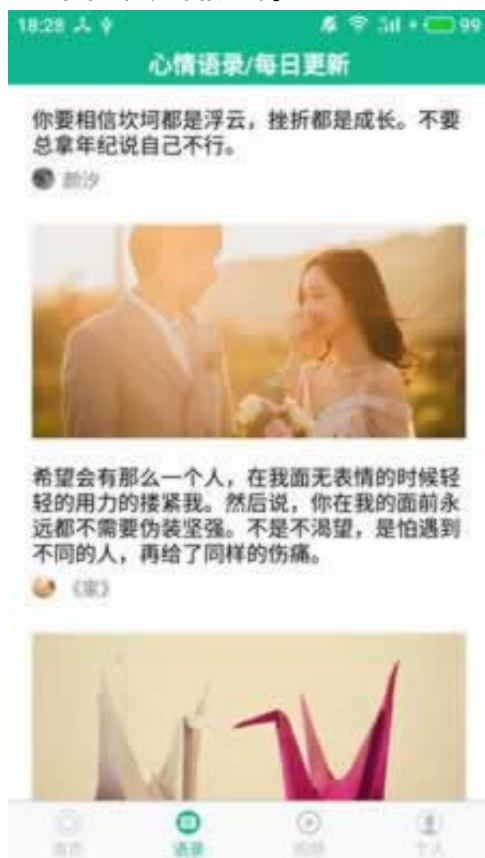 18:28
99
心情语录/每日更新
你要相信坎坷都是浮云，挫折都是成长。不要
总拿年纪说自己不行。
颜汐
希望会有那么一个人，在我面无表情的时候轻
轻的用力的搂紧我。然后说，你在我的面前永
远都不需要伪装坚强。不是不渴望，是怕遇到
不同的人，再给了同样的伤痛。
《家》
首页 语录 视频 个人